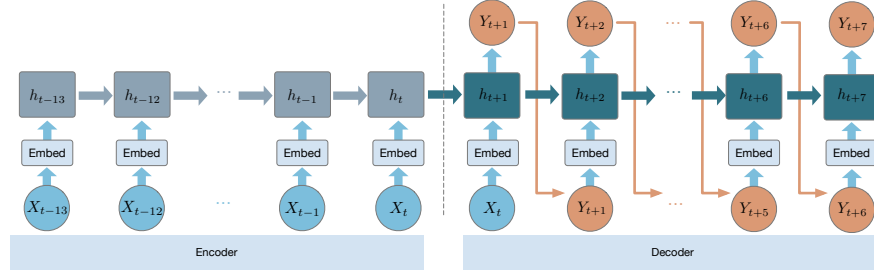 Y_{t+1} Y_{t+2} ... Y_{t+6} Y_{t+7}
h_{t-13} h_{t-12} ... h_{t-1} h_t h_{t+1} h_{t+2} ... h_{t+6} h_{t+7}
Embed Embed Embed Embed Embed Embed Embed Embed
X_{t-13} X_{t-12} ... X_{t-1} X_t X_t Y_{t+1} ... Y_{t+5} Y_{t+6}
Encoder Decoder